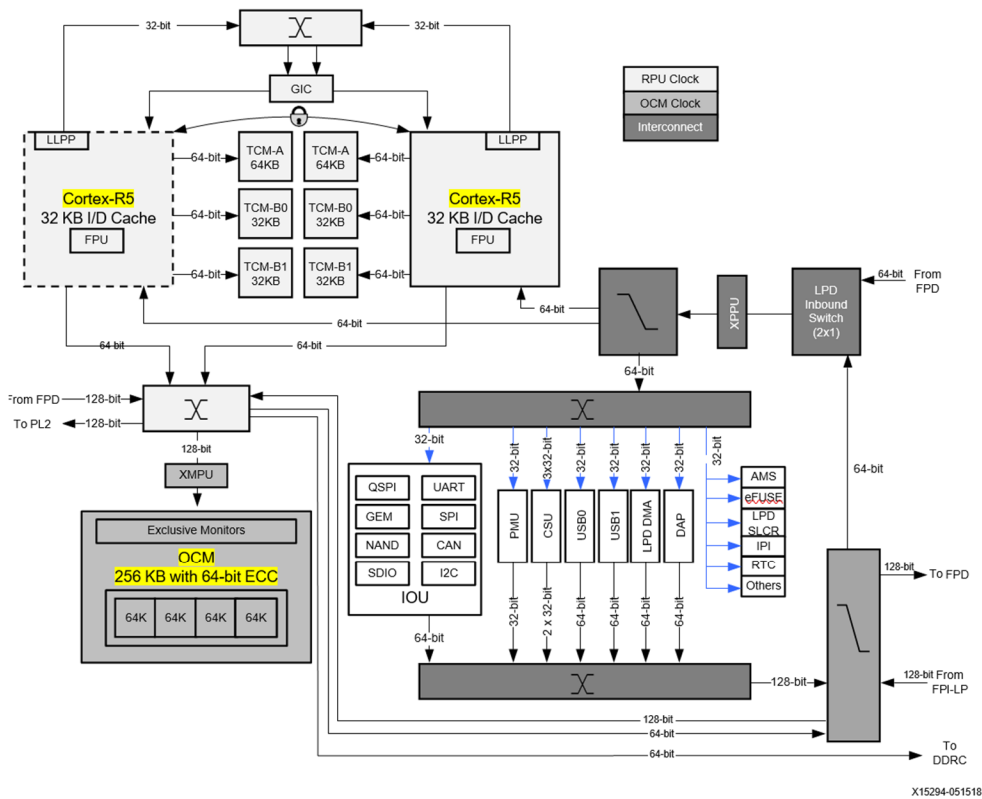 32-bit
32-bit
GIC
RPU Clock
OCM Clock
Interconnect
LLPP
LLPP
Cortex-R5
32 KB I/D Cache
FPU
64-bit
64-bit
64-bit
TCM-A
64KB
TCM-A
64KB
TCM-B0
32KB
TCM-B0
32KB
TCM-B1
32KB
TCM-B1
32KB
64-bit
64-bit
64-bit
Cortex-R5
32 KB I/D Cache
FPU
64-bit
64-bit
XPPU
LPD
Inbound
Switch
(2x1)
64-bit
From
FPD
64-bit
64-bit
64-bit
From FPD
128-bit
To PL2
128-bit
128-bit
XMPU
Exclusive Monitors
OCM
256 KB with 64-bit ECC
64K
64K
64K
64K
32-bit
32-bit
3x32-bit
32-bit
32-bit
32-bit
32-bit
32-bit
QSPI
UART
GEM
SPI
NAND
CAN
SDIO
I2C
IOU
PMU
CSU
USB0
USB1
LPD DMA
DAP
AMS
eFUSE
LPD
SLCR
IPI
RTC
Others
64-bit
64-bit
32-bit
2 x 32-bit
64-bit
64-bit
64-bit
64-bit
128-bit
To FPD
128-bit
128-bit
From
FPI-LP
128-bit
64-bit
64-bit
To
DDRC
X15294-051518